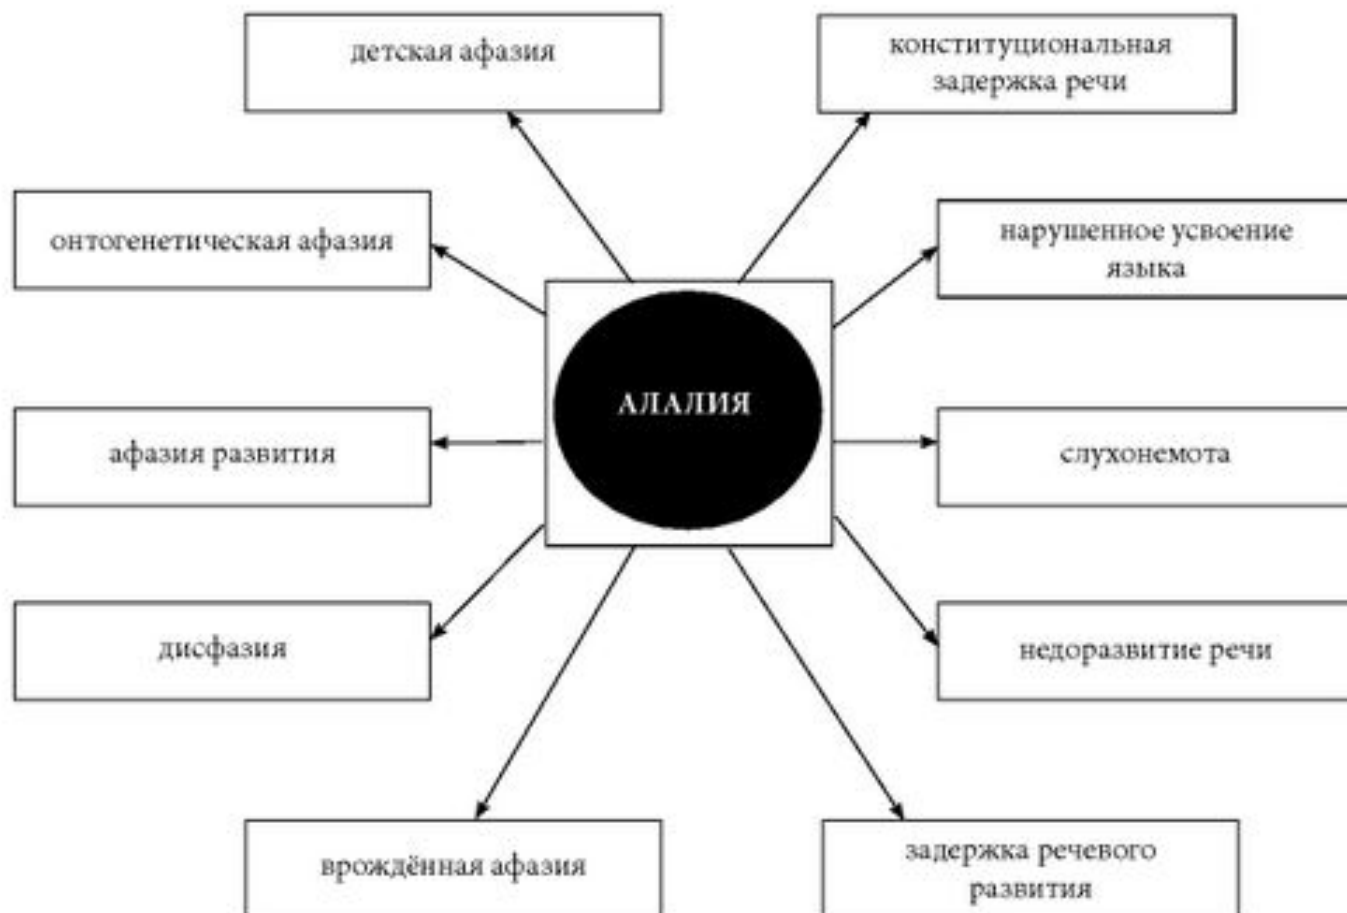 детская афазия
конституциональная
задержка речи
онтогенетическая афазия
нарушенное усвоение
языка
АЛАЛИЯ
афазия развития
слухонемота
дисфазия
недоразвитие речи
врождённая афазия
задержка речевого
развития